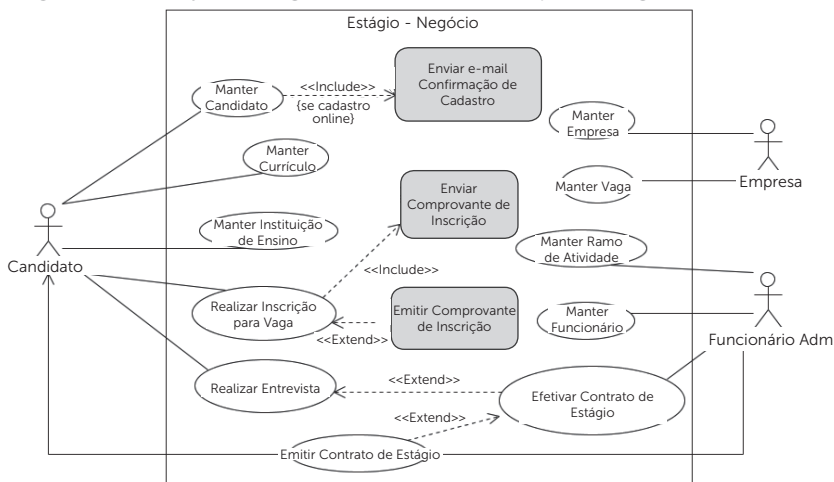 Estágio - Negócio
Manter
Candidato
<<Include>>
{se cadastro
online}
Enviar e-mail
Confirmação de
Cadastro
Manter
Empresa
Manter
Currículo
Enviar
Comprovante de
Inscrição
Manter Vaga
Empresa
Manter Instituição
de Ensino
Manter Ramo
de Atividade
Candidato
<<Include>>
Realizar Inscrição
para Vaga
Emitir Comprovante
de Inscrição
<<Extend>>
Manter
Funcionário
Funcionário Adm
Realizar Entrevista
<<Extend>>
Efetivar Contrato de
Estágio
<<Extend>>
Emitir Contrato de Estágio